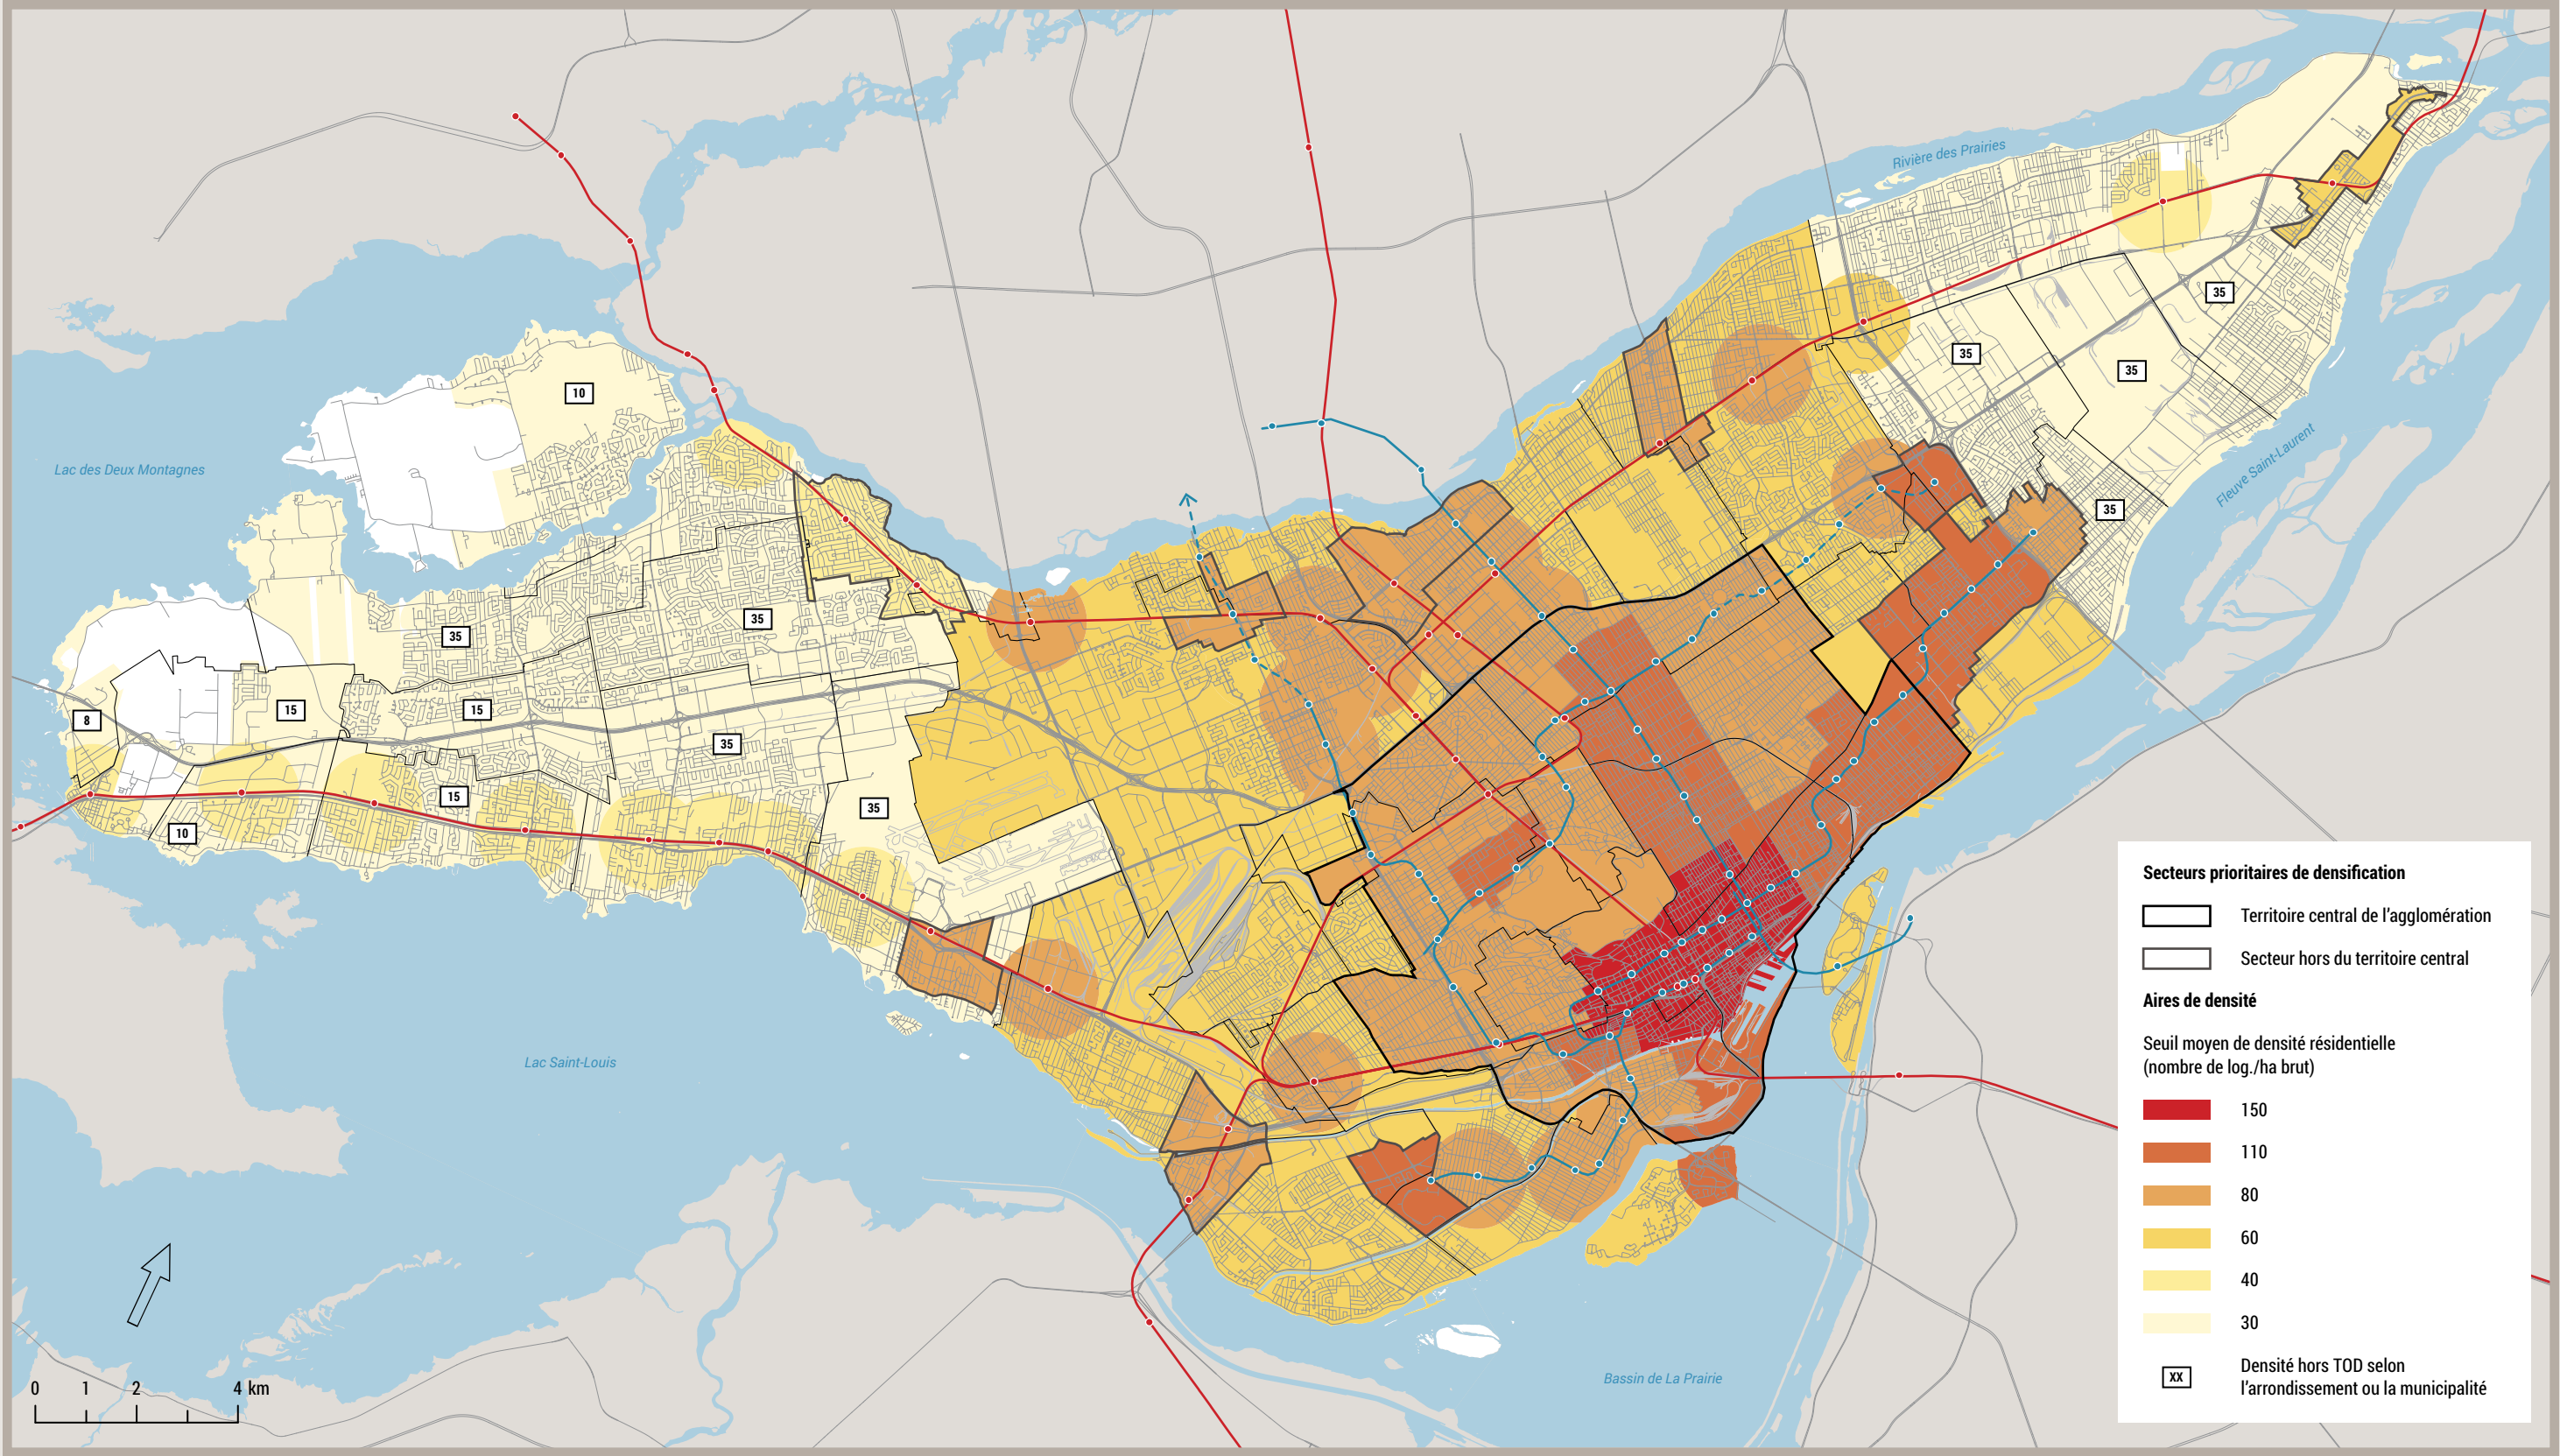 Rivière des Prairies
35
35
35
10
Lac des Deux Montagnes
Fleuve Saint-Laurent
35
35
35
15
15
8
35
15
35
10
Lac Saint-Louis
Bassin de La Prairie
0 1 2 4 km
Secteurs prioritaires de densification
Territoire central de l'agglomération
Secteur hors du territoire central
Aires de densité
Seuil moyen de densité résidentielle
(nombre de log./ha brut)
150
110
80
60
40
30
XX
Densité hors TOD selon
l'arrondissement ou la municipalité